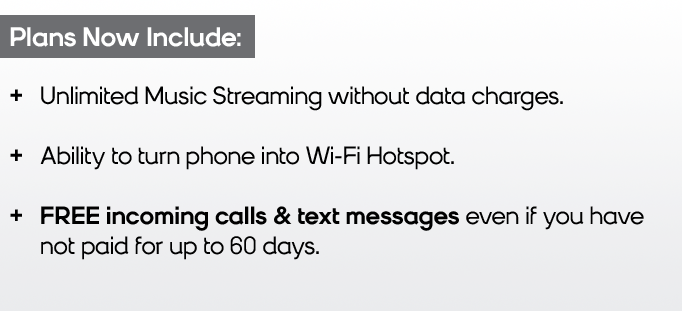 Plans Now Include:
+ Unlimited Music Streaming without data charges.
+ Ability to turn phone into Wi-Fi Hotspot.
+ FREE incoming calls & text messages even if you have
not paid for up to 60 days.